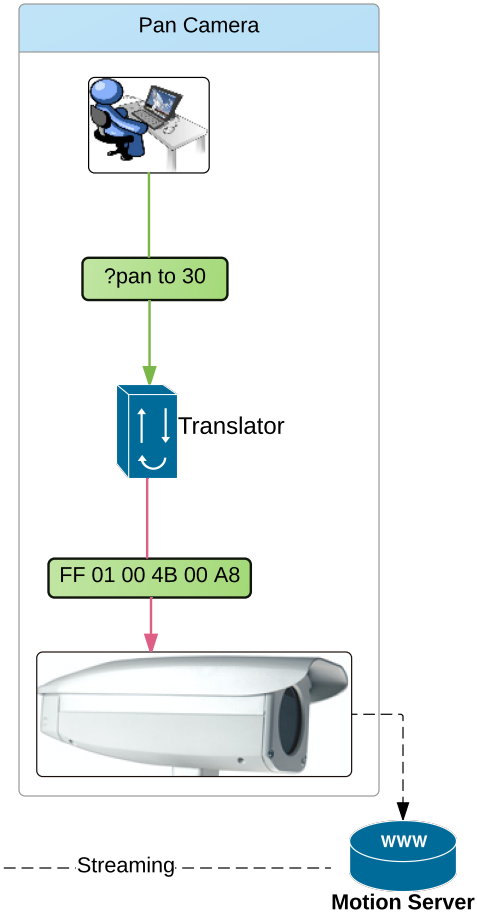 Pan Camera
?pan to 30
Translator
FF 01 00 4B 00 A8
WWW
Streaming
Motion Server